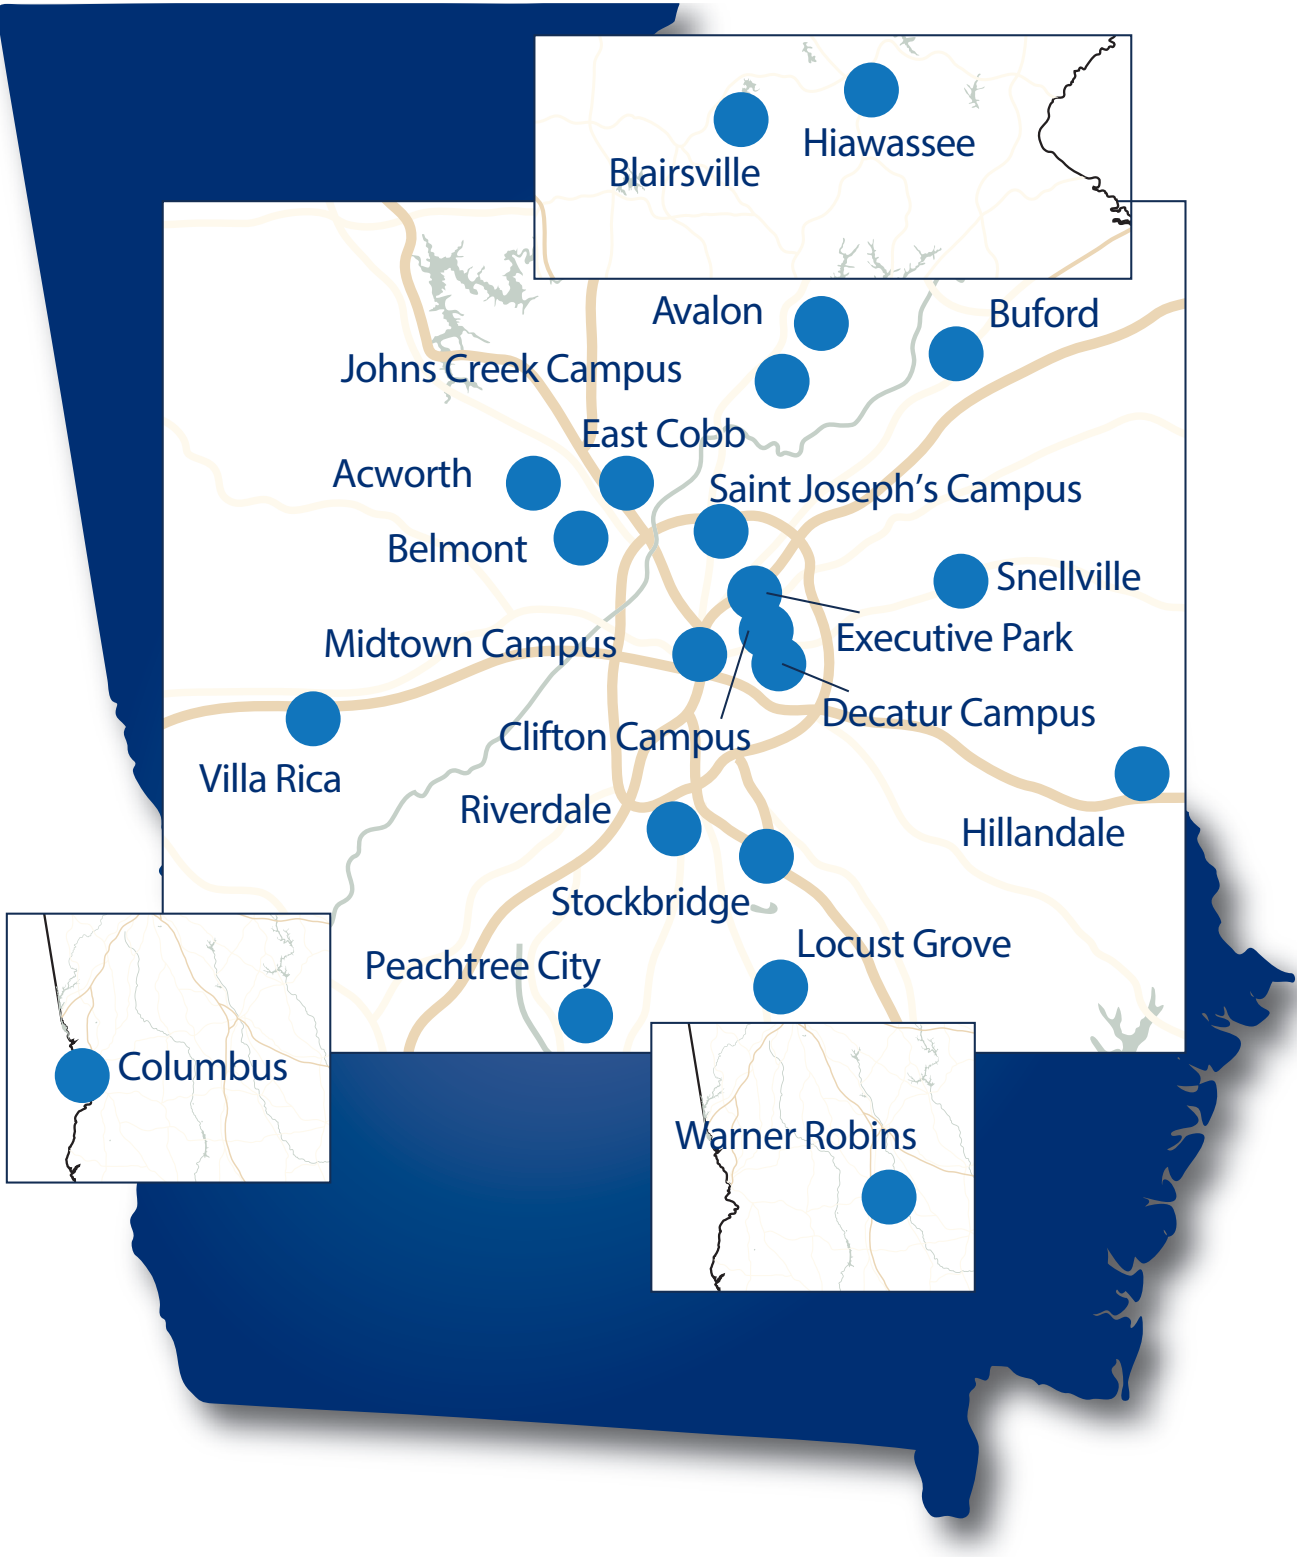 Hiawassee
Blairsville
Avalon
Buford
Johns Creek Campus
East Cobb
Acworth
Saint Joseph’s Campus
Belmont
Snellville
Executive Park
Midtown Campus
Decatur Campus
Clifton Campus
Villa Rica
Riverdale
Hillandale
Stockbridge
Locust Grove
Peachtree City
Columbus
Warner Robins